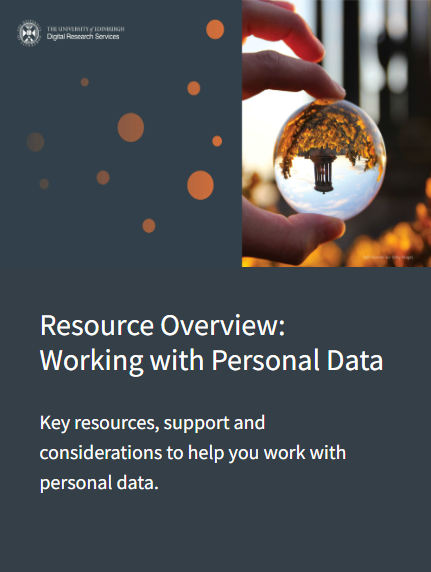 THE UNIVERSITY of EDINBURGH
Digital Research Services
Resource Overview:
Working with Personal Data
Key resources, support and
considerations to help you work with
personal data.